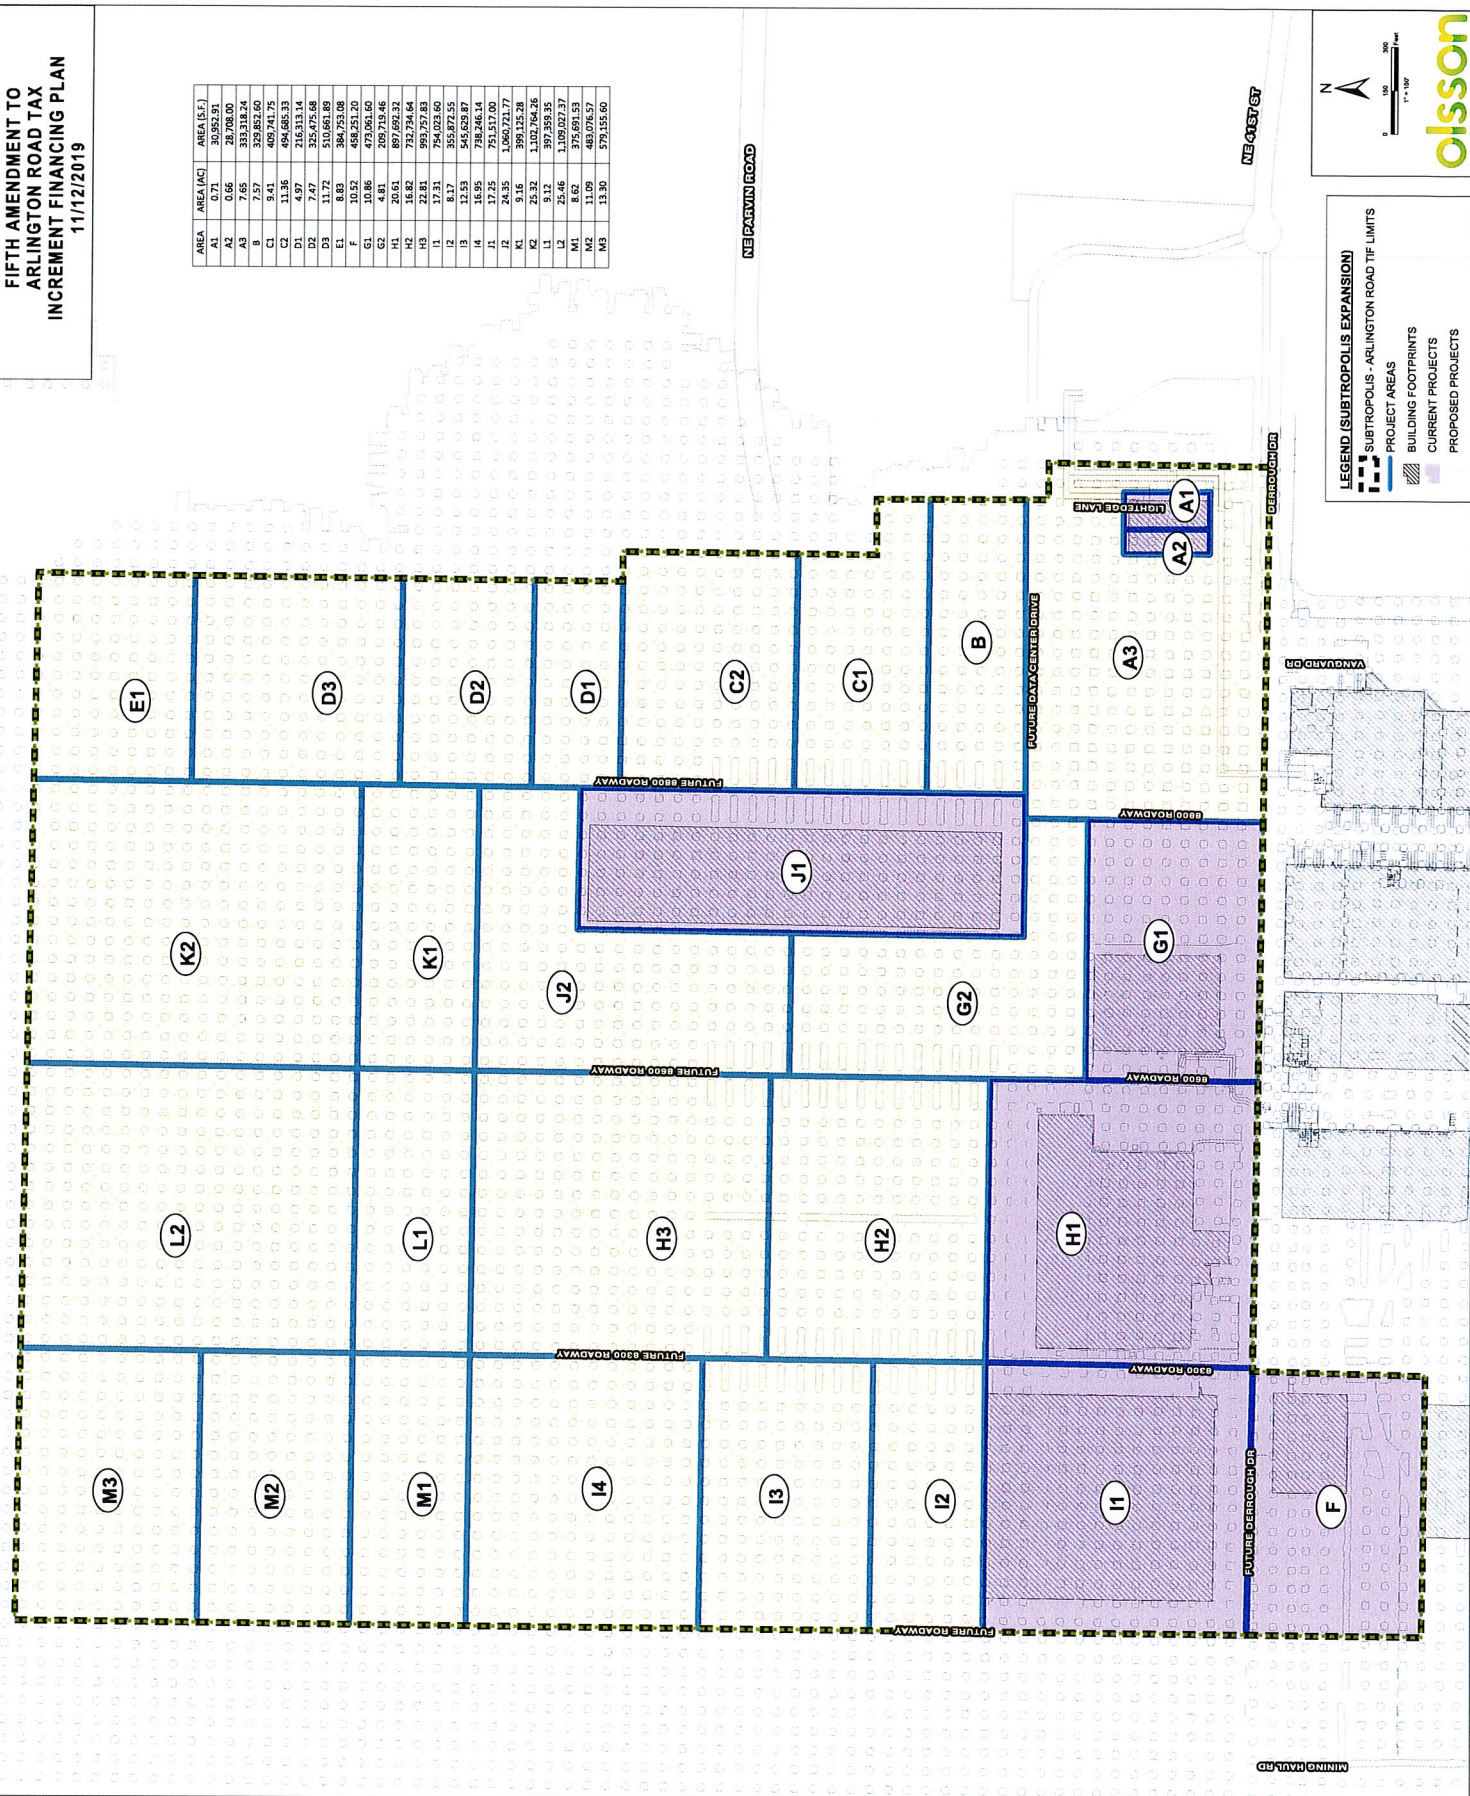 FIFTH AMENDMENT TO
ARLINGTON ROAD TAX
INCREMENT FINANCING PLAN
11/12/2019
AREA AREA (AC) AREA (S.F.)
A1 0.71 30,952.91
A2 0.66 28,708.00
A3 7.65 333,318.24
B 7.57 329,852.60
C1 9.41 409,741.75
C2 11.36 494,685.33
D1 4.97 216,313.14
D2 7.47 325,475.68
D3 11.72 510,661.89
E1 8.83 384,753.08
F 10.52 458,251.20
G1 10.86 473,061.60
G2 4.81 209,719.46
H1 20.61 897,692.32
H2 16.82 732,734.64
H3 22.81 993,757.83
I1 17.31 754,023.60
I2 8.17 355,872.55
I3 12.53 545,629.87
I4 16.95 738,246.14
J1 17.25 751,517.00
J2 24.35 1,060,721.77
K1 9.16 399,125.28
K2 25.32 1,102,764.26
L1 9.12 397,359.35
L2 25.46 1,109,027.37
M1 8.62 375,691.53
M2 11.09 483,076.57
M3 13.30 579,155.60
NE PARVIN ROAD
NE 41ST ST
N
0 150 300
Feet
1" = 150'
olsson
LEGEND (SUBTROPOLIS EXPANSION)
SUBTROPOLIS - ARLINGTON ROAD TIF LIMITS
PROJECT AREAS
BUILDING FOOTPRINTS
CURRENT PROJECTS
PROPOSED PROJECTS
DERROUGH DR
LIGHTEDGE LANE
A1
A2
A3
FUTURE DATA CENTER DRIVE
VANGUARD DR
B
C1
C2
D1
D2
D3
E1
FUTURE 8800 ROADWAY
8800 ROADWAY
J1
G1
K2
K1
J2
G2
FUTURE 8600 ROADWAY
8600 ROADWAY
L2
L1
H3
H2
H1
FUTURE 8300 ROADWAY
8300 ROADWAY
M3
M2
M1
I4
I3
I2
I1
F
FUTURE DERROUGH DR
FUTURE ROADWAY
MINING HAUL RD